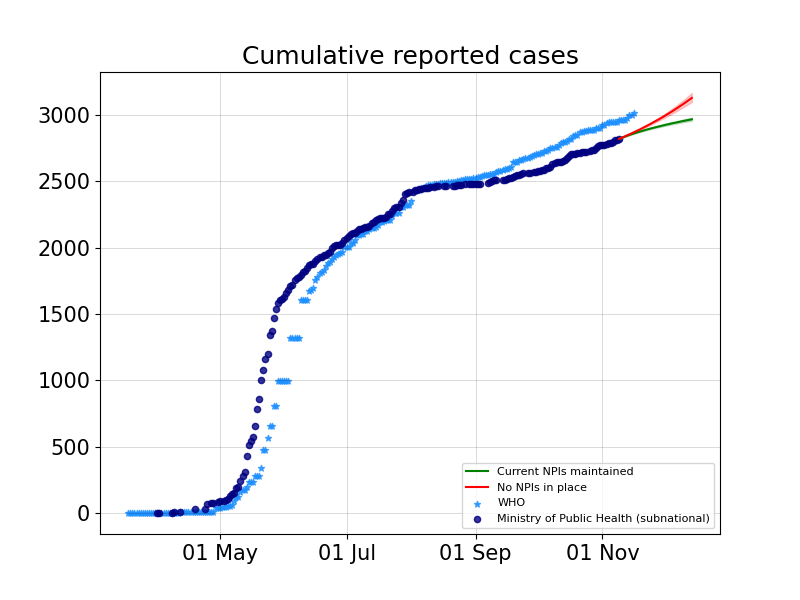 Cumulative reported cases
3000
2500
2000
1500
1000
500
0
01 May 01 Jul 01 Sep 01 Nov
Current NPIs maintained
No NPIs in place
WHO
Ministry of Public Health (subnational)